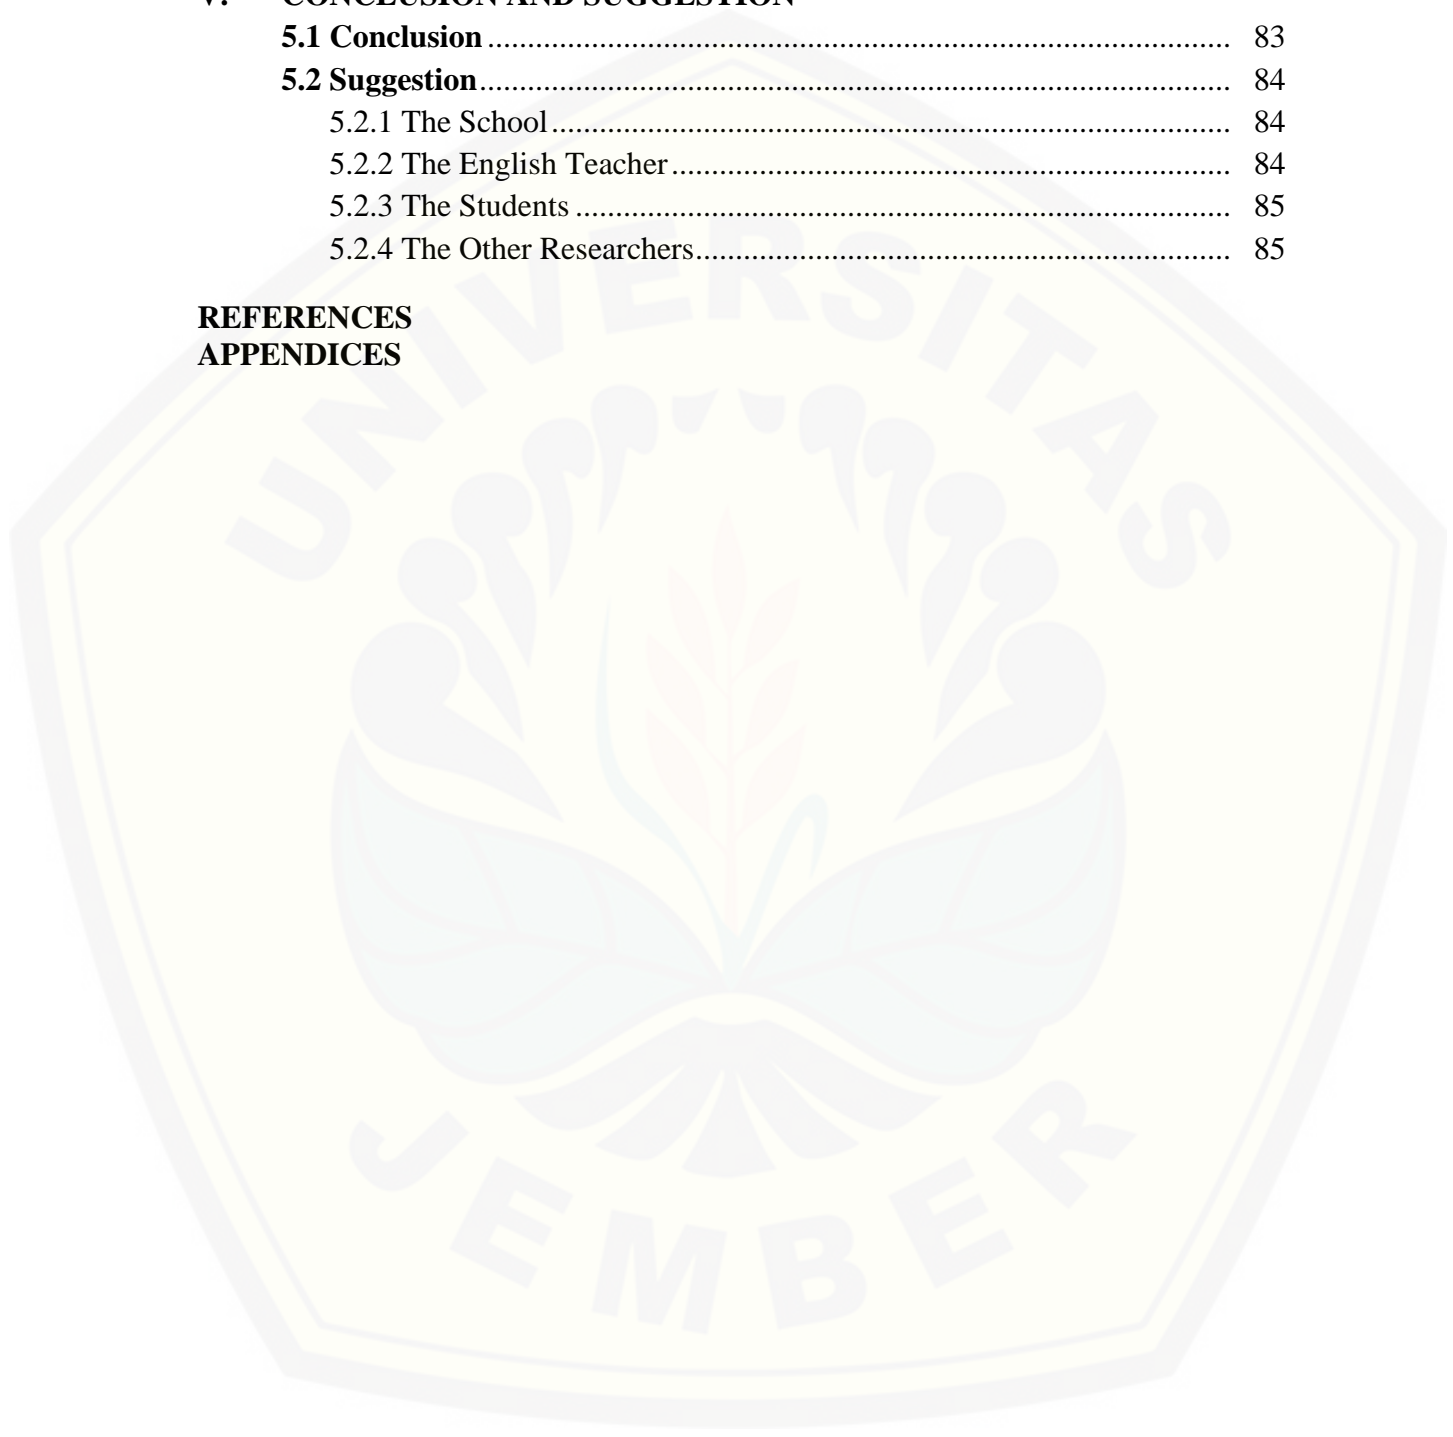 V. CONCLUSION AND SUGGESTION
5.1 Conclusion ........................................................................................... 83
5.2 Suggestion ............................................................................................ 84
5.2.1 The School ................................................................................... 84
5.2.2 The English Teacher .................................................................... 84
5.2.3 The Students ................................................................................ 85
5.2.4 The Other Researchers ................................................................. 85
REFERENCES
APPENDICES
UNIVERSITAS
JEMBER